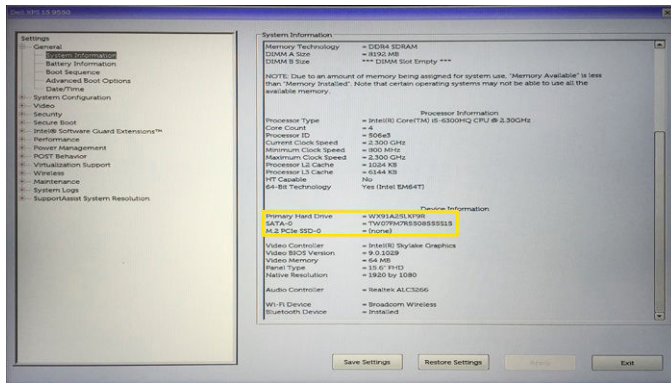 Dell XPS 15 9550
Settings
General
System Information
Battery Information
Boot Sequence
Advanced Boot Options
Date/Time
System Configuration
Video
Security
Secure Boot
Intel® Software Guard Extensions™
Performance
Power Management
POST Behavior
Virtualization Support
Wireless
Maintenance
System Logs
SupportAssist System Resolution
System Information
Memory Technology = DDR4 SDRAM
DIMM A Size = 8192 MB
DIMM B Size *** DIMM Slot Empty ***
NOTE: Due to an amount of memory being assigned for system use, "Memory Available" is less
than "Memory Installed". Note that certain operating systems may not be able to use all the
available memory.
Processor Information
Processor Type = Intel(R) Core(TM) i5-6300HQ CPU @ 2.30GHz
Core Count = 4
Processor ID = 506e3
Current Clock Speed = 2.300 GHz
Minimum Clock Speed = 800 MHz
Maximum Clock Speed = 2.300 GHz
Processor L2 Cache = 1024 KB
Processor L3 Cache = 6144 KB
HT Capable No
64-Bit Technology Yes (Intel EM64T)
Device Information
Primary Hard Drive = WX91A25LKP9R
SATA-0
M.2 PCIe SSD-0 = (none)
Video Controller = Intel(R) Skylake Graphics
Video BIOS Version = 9.0.1029
Video Memory = 64 MB
Panel Type = 15.6" FHD
Native Resolution = 1920 by 1080
Audio Controller = Realtek ALC3266
Wi-Fi Device = Broadcom Wireless
Bluetooth Device = Installed
Save Settings
Restore Settings
Apply
Exit